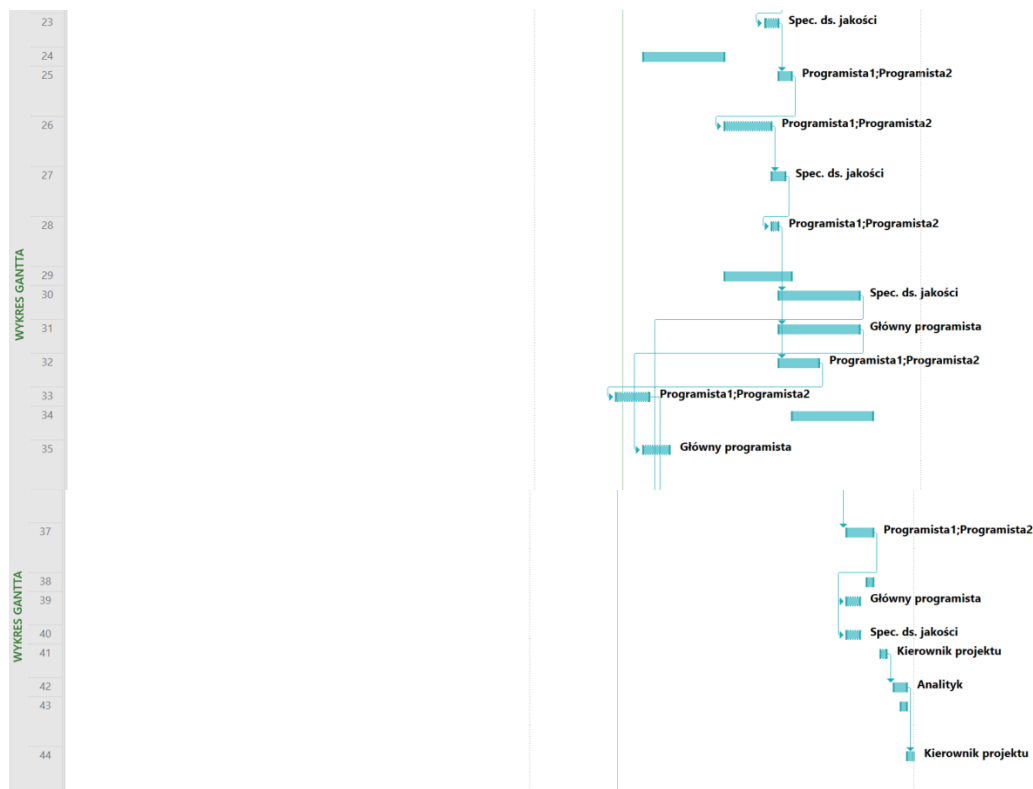 WYKRES GANTTA
23 Spec. ds. jakości
24
25 Programista1;Programista2
26 Programista1;Programista2
27 Spec. ds. jakości
28 Programista1;Programista2
29
30 Spec. ds. jakości
31 Główny programista
32 Programista1;Programista2
33 Programista1;Programista2
34
35 Główny programista
WYKRES GANTTA
37 Programista1;Programista2
38
39 Główny programista
40 Spec. ds. jakości
41 Kierownik projektu
42 Analityk
43
44 Kierownik projektu